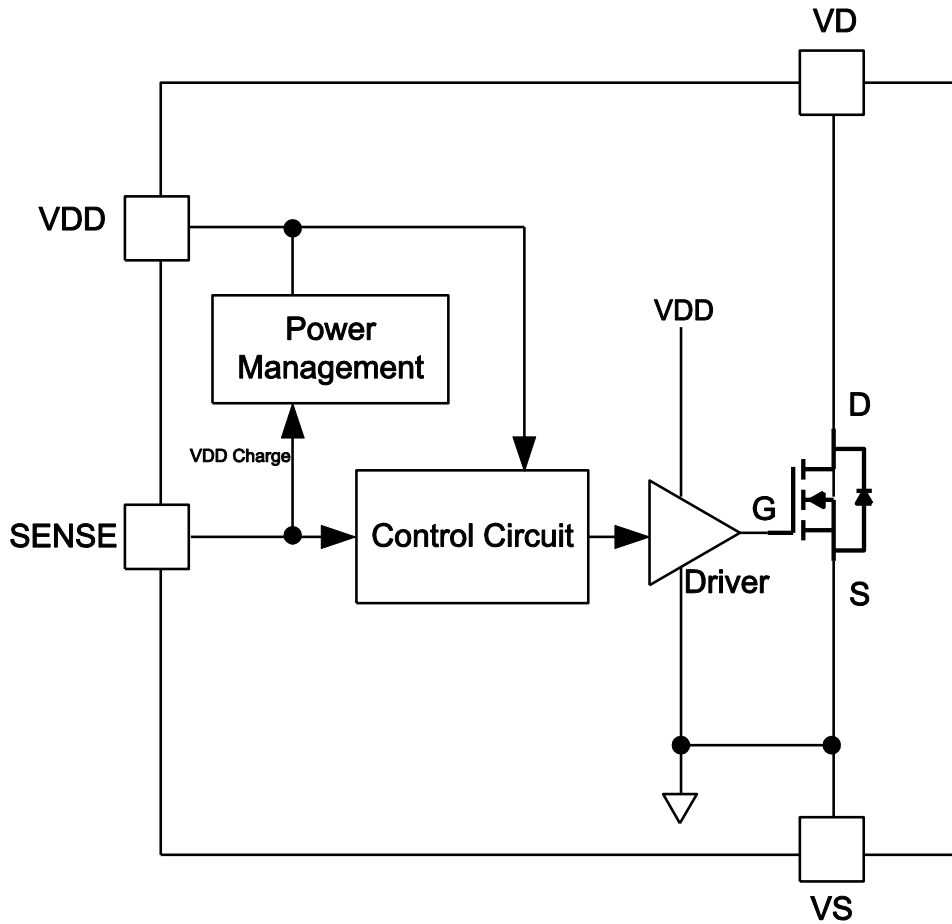 VD
VDD
Power
Management
VDD
D
VDD Charge
SENSE
Control Circuit
G
Driver
S
VS